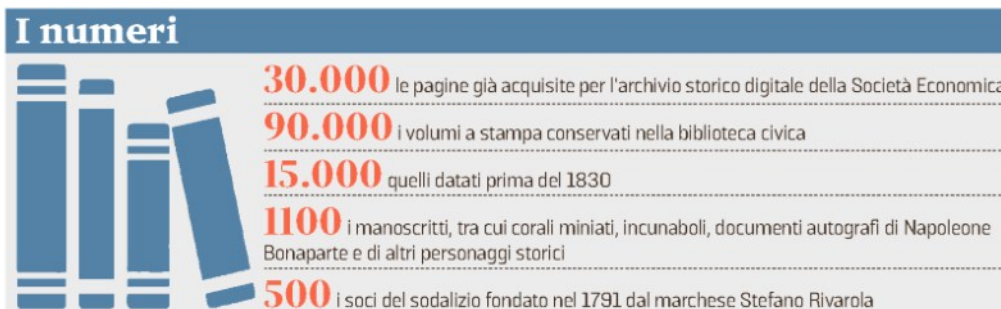 I numeri
30.000 le pagine già acquisite per l'archivio storico digitale della Società Economica
90.000 i volumi a stampa conservati nella biblioteca civica
15.000 quelli datati prima del 1830
1100 i manoscritti, tra cui corali miniati, incunaboli, documenti autografi di Napoleone
Bonaparte e di altri personaggi storici
500 i soci del sodalizio fondato nel 1791 dal marchese Stefano Rivarola